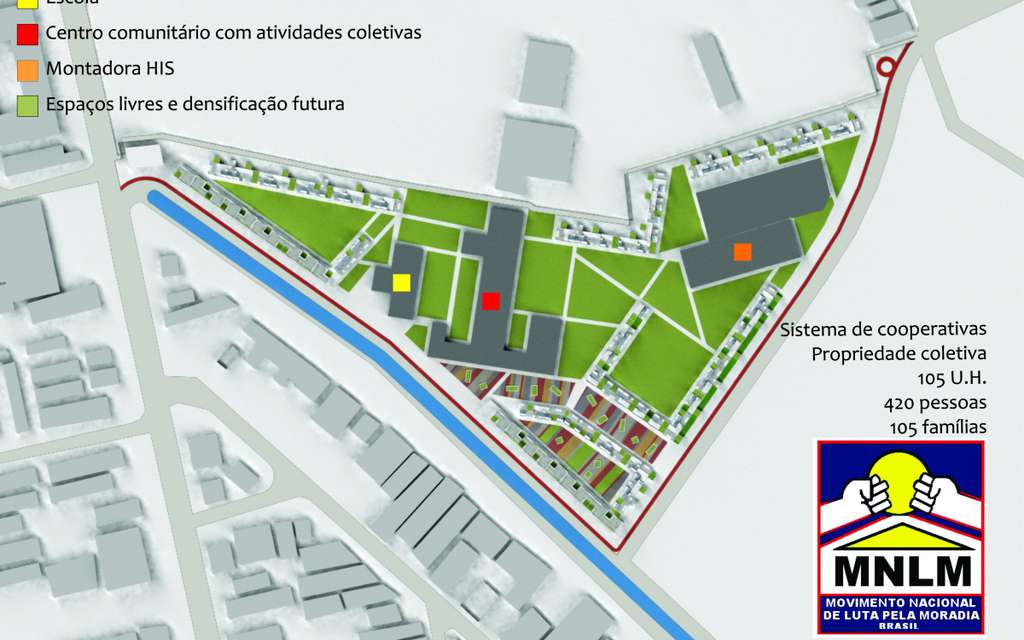 Escola
Centro comunitário com atividades coletivas
Montadora HIS
Espaços livres e densificação futura
Sistema de cooperativas
Propriedade coletiva
105 U.H.
420 pessoas
105 famílias
MNLM
MOVIMENTO NACIONAL
DE LUTA PELA MORADIA
BRASIL